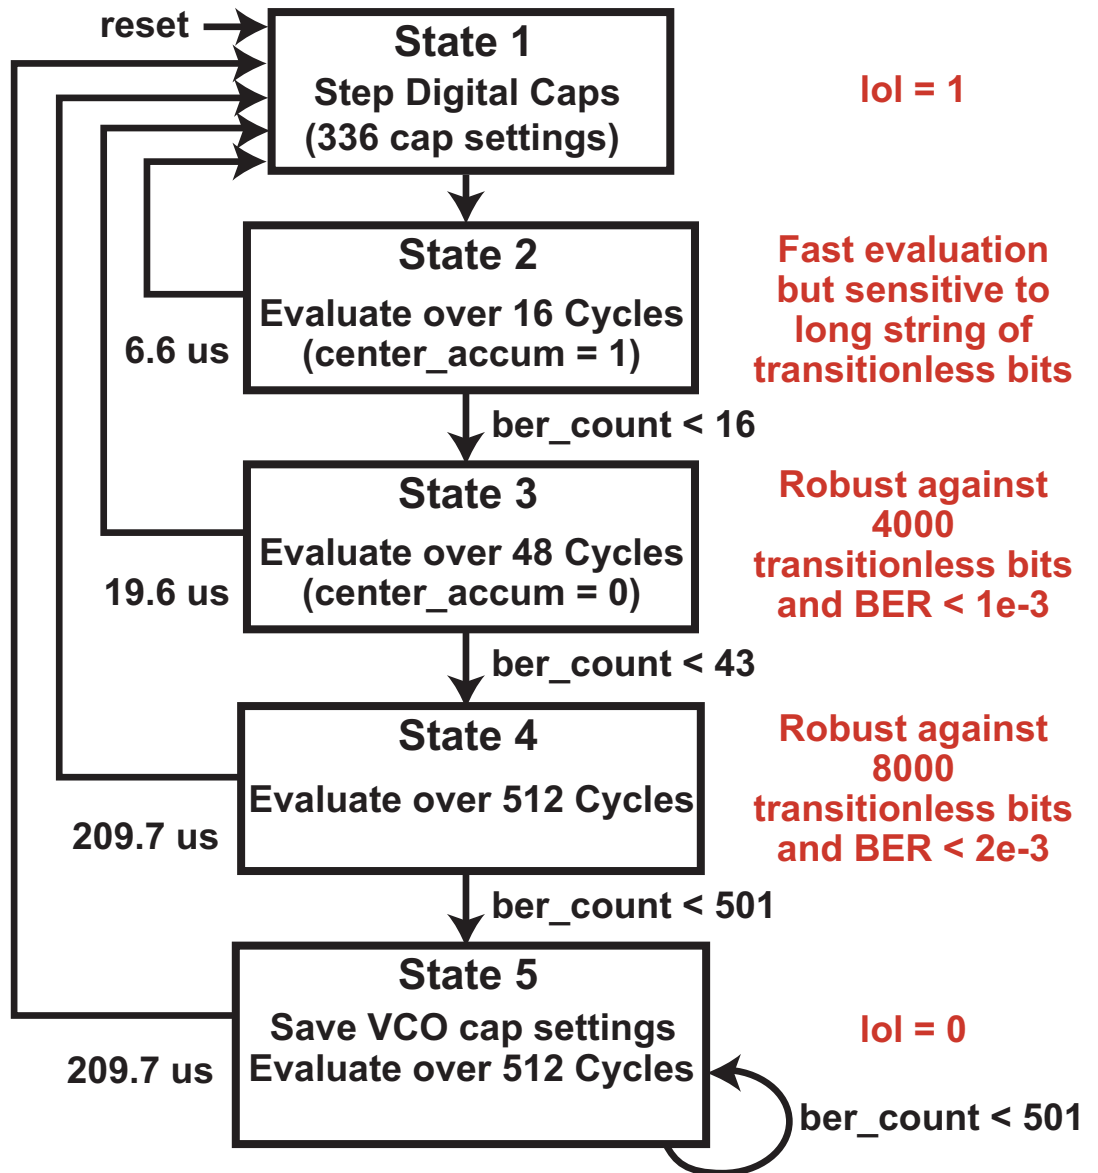 reset
State 1
Step Digital Caps
(336 cap settings)
lol = 1
State 2
Evaluate over 16 Cycles
(center_accum = 1)
6.6 us
Fast evaluation
but sensitive to
long string of
transitionless bits
ber_count < 16
State 3
Evaluate over 48 Cycles
(center_accum = 0)
19.6 us
Robust against
4000
transitionless bits
and BER < 1e-3
ber_count < 43
State 4
Evaluate over 512 Cycles
209.7 us
Robust against
8000
transitionless bits
and BER < 2e-3
ber_count < 501
State 5
Save VCO cap settings
Evaluate over 512 Cycles
209.7 us
lol = 0
ber_count < 501